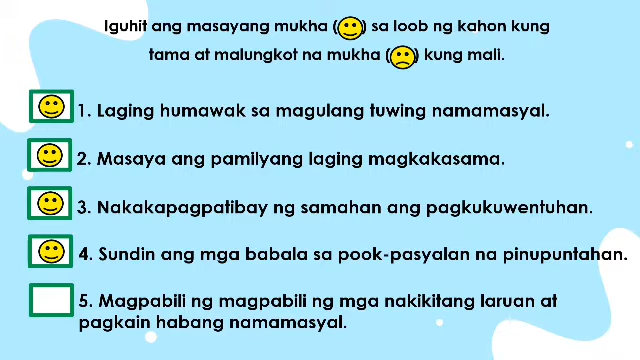 Iguhit ang masayang mukha ( ) sa loob ng kahon kung
tama at malungkot na mukha ( ) kung mali.
1. Laging humawak sa magulang tuwing namamasyal.
2. Masaya ang pamilyang laging magkakasama.
3. Nakakapagpatibay ng samahan ang pagkukuwentuhan.
4. Sundin ang mga babala sa pook-pasyalan na pinupuntahan.
5. Magpabili ng magpabili ng mga nakikitang laruan at
pagkain habang namamasyal.